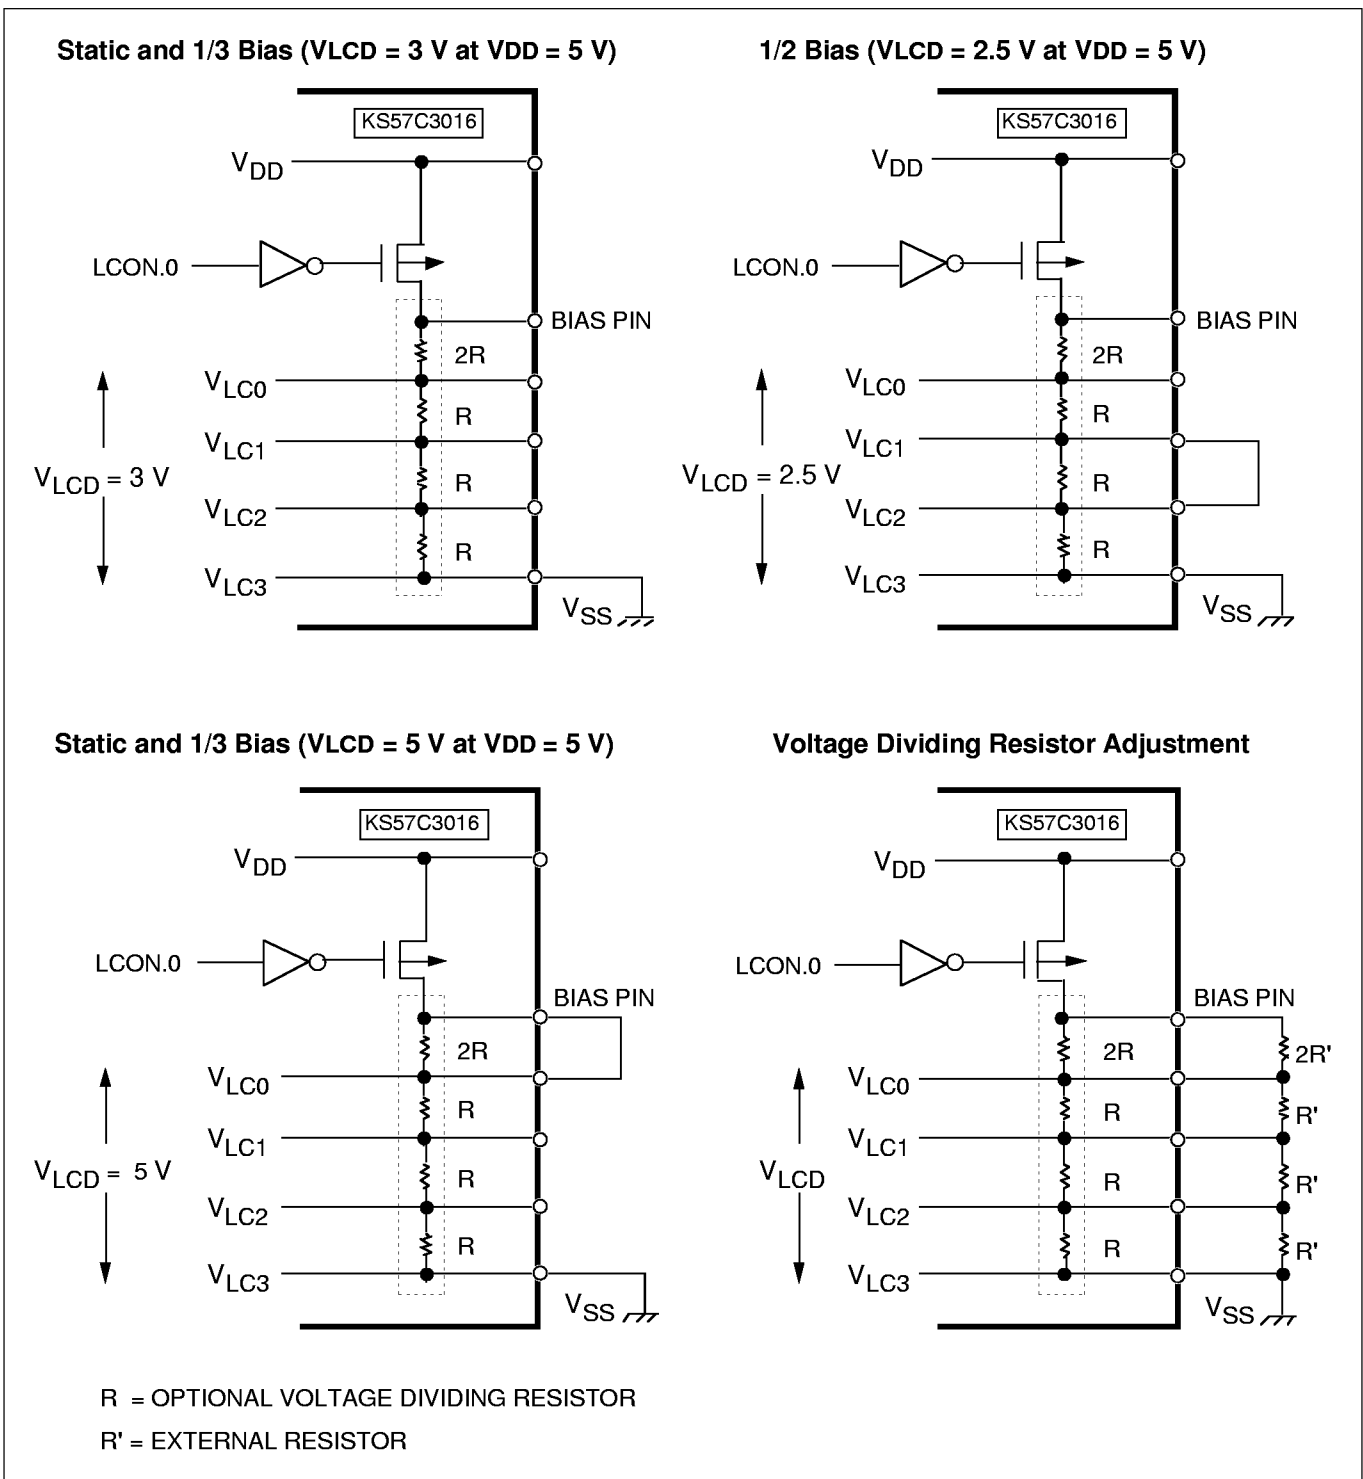 Static and 1/3 Bias (VLCD = 3 V at VDD = 5 V)
KS57C3016
VDD
LCON.0
BIAS PIN
2R
VLC0
R
VLC1
VLCD = 3 V
R
VLC2
R
VLC3
VSS
1/2 Bias (VLCD = 2.5 V at VDD = 5 V)
KS57C3016
VDD
LCON.0
BIAS PIN
2R
VLC0
R
VLC1
VLCD = 2.5 V
R
VLC2
R
VLC3
VSS
Static and 1/3 Bias (VLCD = 5 V at VDD = 5 V)
KS57C3016
VDD
LCON.0
BIAS PIN
2R
VLC0
R
VLC1
VLCD = 5 V
R
VLC2
R
VLC3
VSS
Voltage Dividing Resistor Adjustment
KS57C3016
VDD
LCON.0
BIAS PIN
2R
2R'
VLC0
R
R'
VLC1
VLCD
R
R'
VLC2
R
R'
VLC3
VSS
R = OPTIONAL VOLTAGE DIVIDING RESISTOR
R' = EXTERNAL RESISTOR